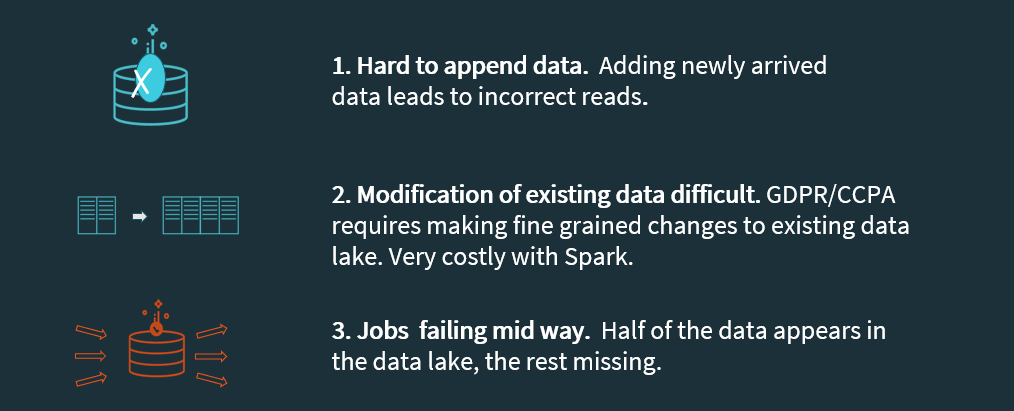 1. Hard to append data.  Adding newly arrived
data leads to incorrect reads.
2. Modification of existing data difficult. GDPR/CCPA
requires making fine grained changes to existing data
lake. Very costly with Spark.
3. Jobs  failing mid way.  Half of the data appears in
the data lake, the rest missing.